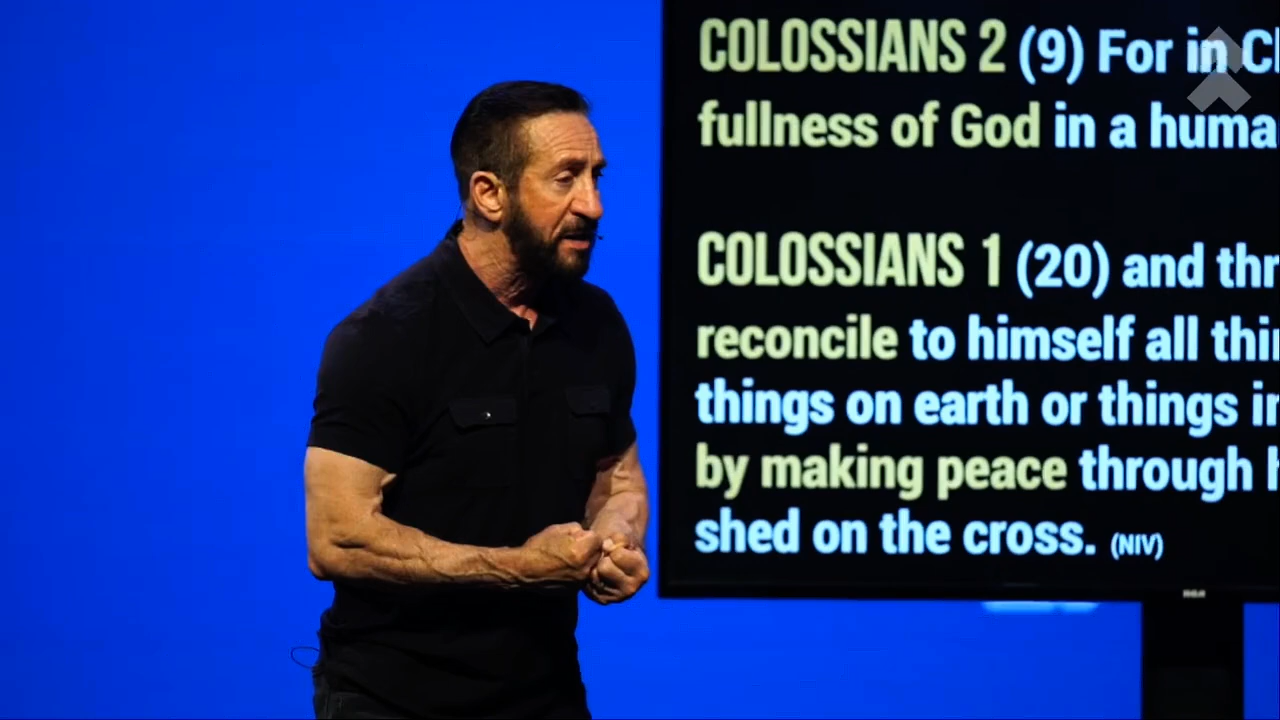 COLOSSIANS 2 (9) For in C
fullness of God in a huma
COLOSSIANS 1 (20) and thr
reconcile to himself all thi
things on earth or things i
by making peace through h
shed on the cross. (NIV)
RCA